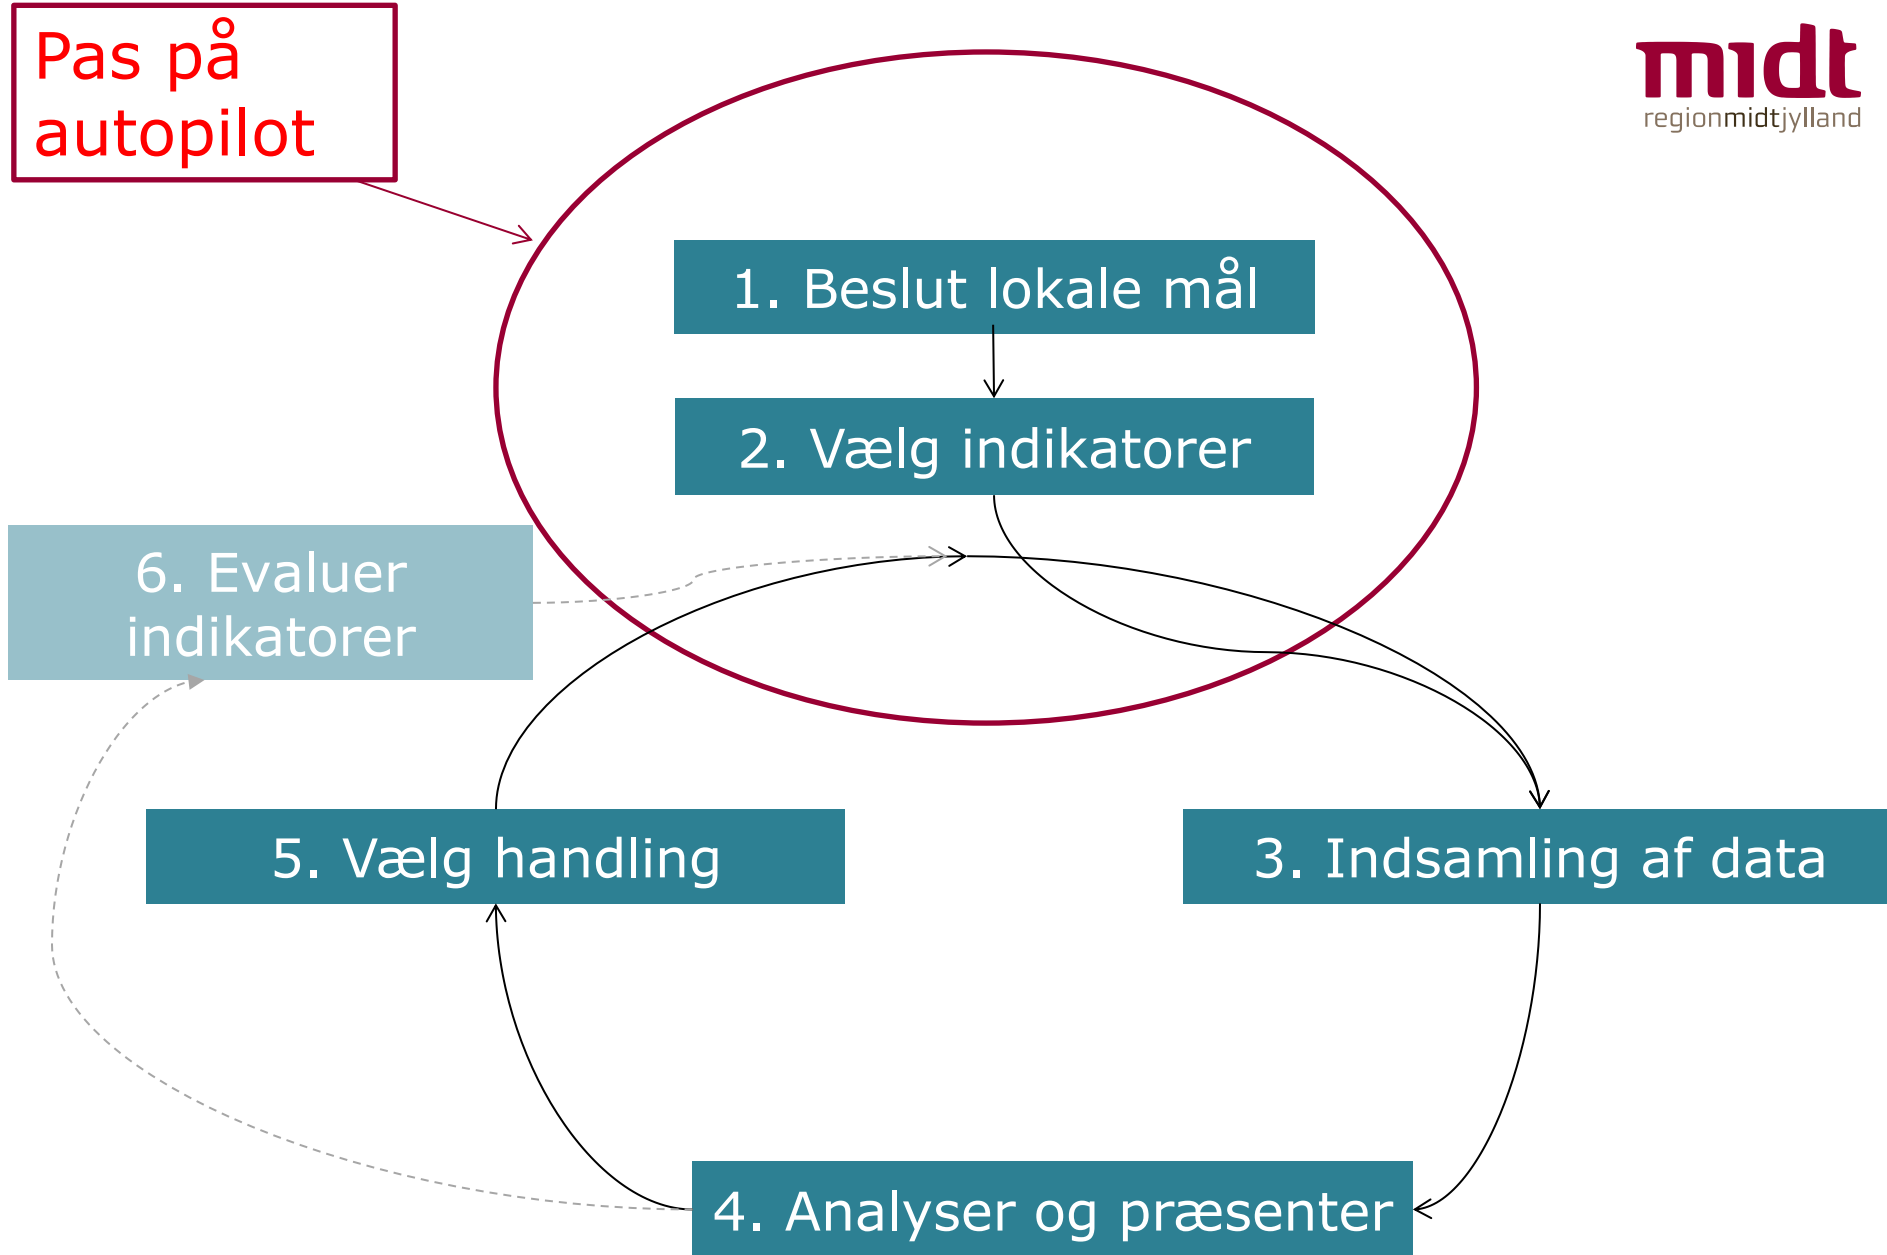 Pas på
autopilot
midt
regionmidtjylland
1. Beslut lokale mål
2. Vælg indikatorer
6. Evaluer
indikatorer
5. Vælg handling
3. Indsamling af data
4. Analyser og præsenter